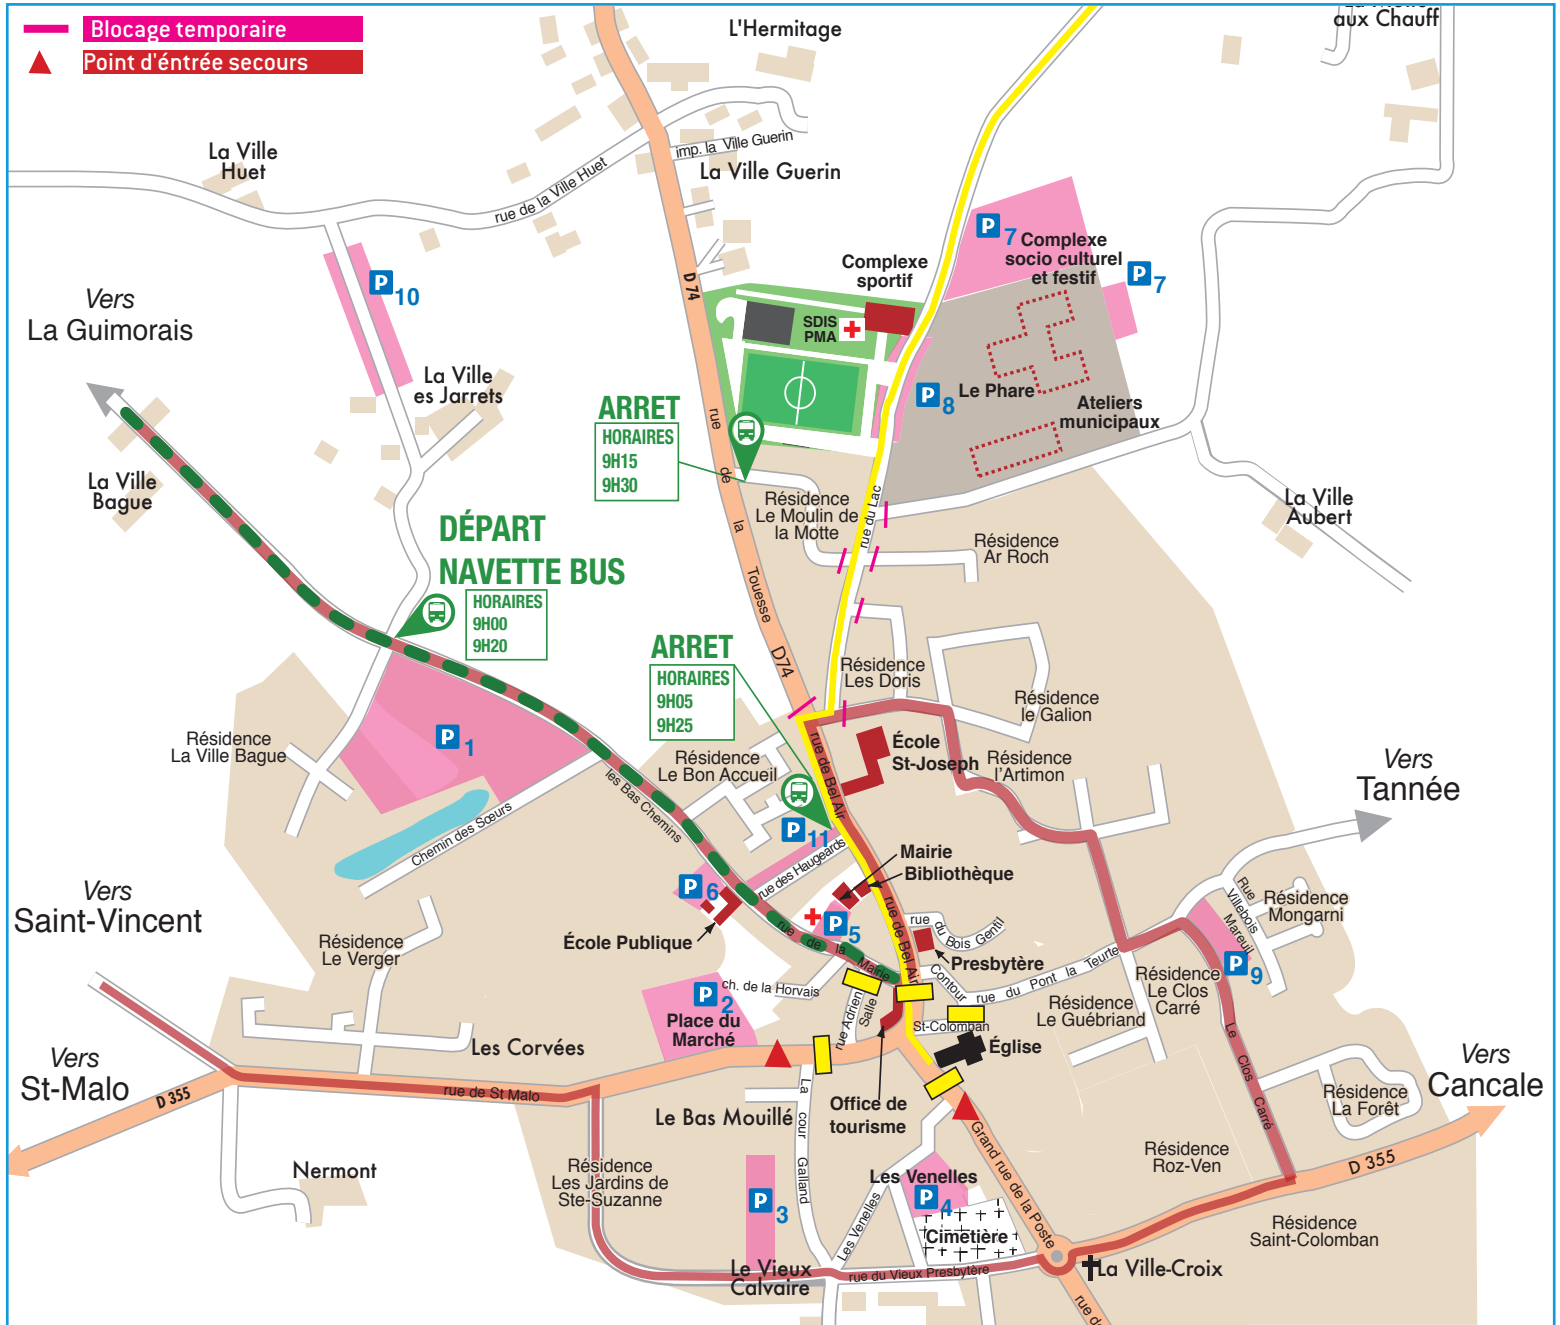 Blocage temporaire
Point d'éntrée secours
L'Hermitage
aux Chauff
La Ville
Huet
rue de la Ville Huet
imp. la Ville Guerin
La Ville Guerin
D 74
P 10
Vers
La Guimorais
La Ville
es Jarrets
La Ville
Bague
Complexe
sportif
SDIS
PMA
P 7
Complexe
socio culturel
et festif
P 7
P 8
Le Phare
Ateliers
municipaux
ARRET
HORAIRES
9H15
9H30
rue de la Touesse
D74
Résidence
Le Moulin de
la Motte
rue du Lac
Résidence
Ar Roch
La Ville
Aubert
DÉPART
NAVETTE BUS
HORAIRES
9H00
9H20
ARRET
HORAIRES
9H05
9H25
Résidence
Les Doris
Résidence
le Galion
Résidence
La Ville Bague
P 1
Chemin des Sœurs
les Bas Chemins
Résidence
Le Bon Accueil
rue de Bel Air
École
St-Joseph
Résidence
l'Artimon
Vers
Tannée
P 11
rue des Haugeards
Mairie
Bibliothèque
P 6
École Publique
P 5
rue de la Mairie
rue de Bel Air
rue du Bois Gentil
Presbytère
Contour
St-Colomban
rue du Pont la Teurte
Rue Villebois Mareuil
Résidence
Mongarni
P 9
Résidence
Le Clos
Carré
Résidence
Le Guébriand
Le Clos Carré
Vers
Saint-Vincent
Résidence
Le Verger
P 2
Place du
Marché
ch. de la Horvais
rue Adrien
Salle
Église
Office de
tourisme
Vers
St-Malo
D 355
Les Corvées
rue de St Malo
Le Bas Mouillé
La cour Galland
Nermont
Résidence
Les Jardins de
Ste-Suzanne
P 3
Les Venelles
Les Venelles
P 4
Cimetière
Grand rue de la Poste
Résidence
Roz-Ven
Résidence
La Forêt
Vers
Cancale
D 355
Résidence
Saint-Colomban
Le Vieux
Calvaire
rue du Vieux Presbytère
La Ville-Croix